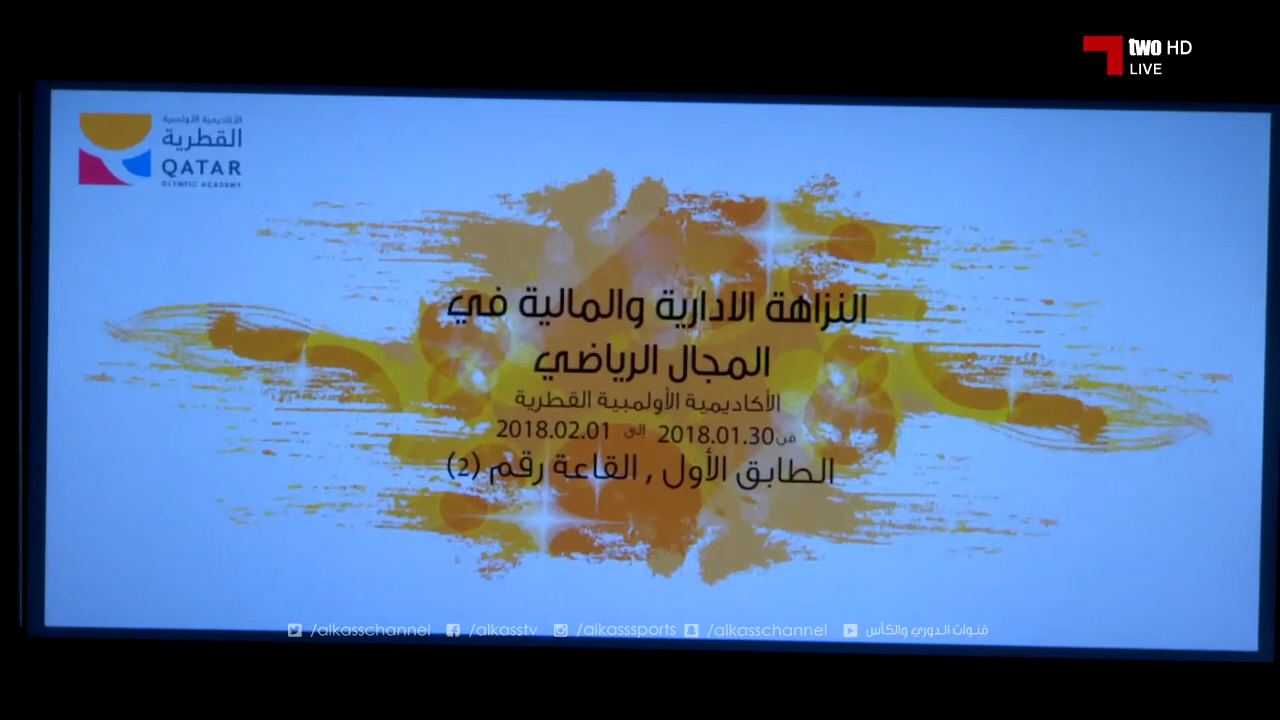 two HD
LIVE
الأكاديمية الأولمبية
القطرية
QATAR
OLYMPIC ACADEMY
النزاهة الادارية والمالية في
المجال الرياضي
الأكاديمية الأولمبية القطرية
من 2018.01.30 إلى 2018.02.01
الطابق الأول , القاعة رقم (2)
/alkasschannel /alkasstv /alkasssports /alkasschannel قنوات الدوري والكأس